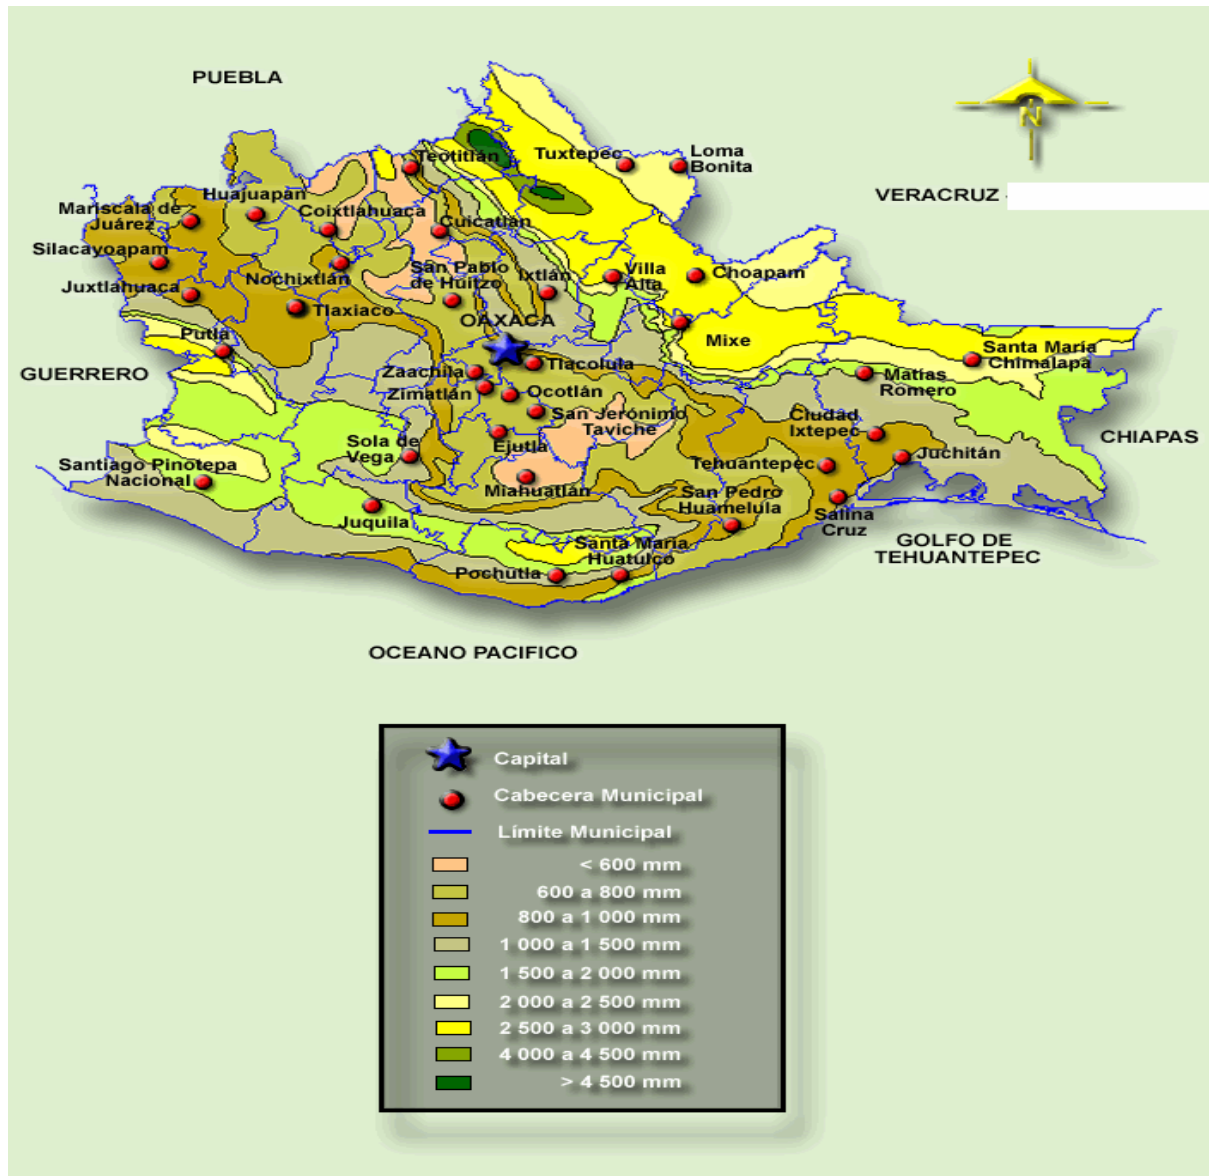 PUEBLA
N
VERACRUZ -
Teotitlán
Tuxtepec
Loma
Bonita
Huajuapan
Mariscala de
Juárez
Coixtlahuaca
Cuicatlán
Silacayoapam
Nochixtlán
San Pablo
de Huitzo
Ixtlán
Villa
Alta
Choapam
Juxtlahuaca
Tlaxiaco
OAXACA
Putla
Mixe
Santa María
Chimalapa
GUERRERO
Zaachila
Tlacolula
Matías
Romero
Zimatlán
Ocotlán
San Jerónimo
Taviche
Ciudad
Ixtepec
CHIAPAS
Sola de
Vega
Ejutla
Juchitán
Santiago Pinotepa
Nacional
Tehuantepec
Miahuatlán
San Pedro
Huamelula
Juquila
Salina
Cruz
GOLFO DE
TEHUANTEPEC
Santa María
Huatulco
Pochutla
OCEANO PACIFICO
Capital
Cabecera Municipal
Límite Municipal
< 600 mm
600 a 800 mm
800 a 1 000 mm
1 000 a 1 500 mm
1 500 a 2 000 mm
2 000 a 2 500 mm
2 500 a 3 000 mm
4 000 a 4 500 mm
> 4 500 mm